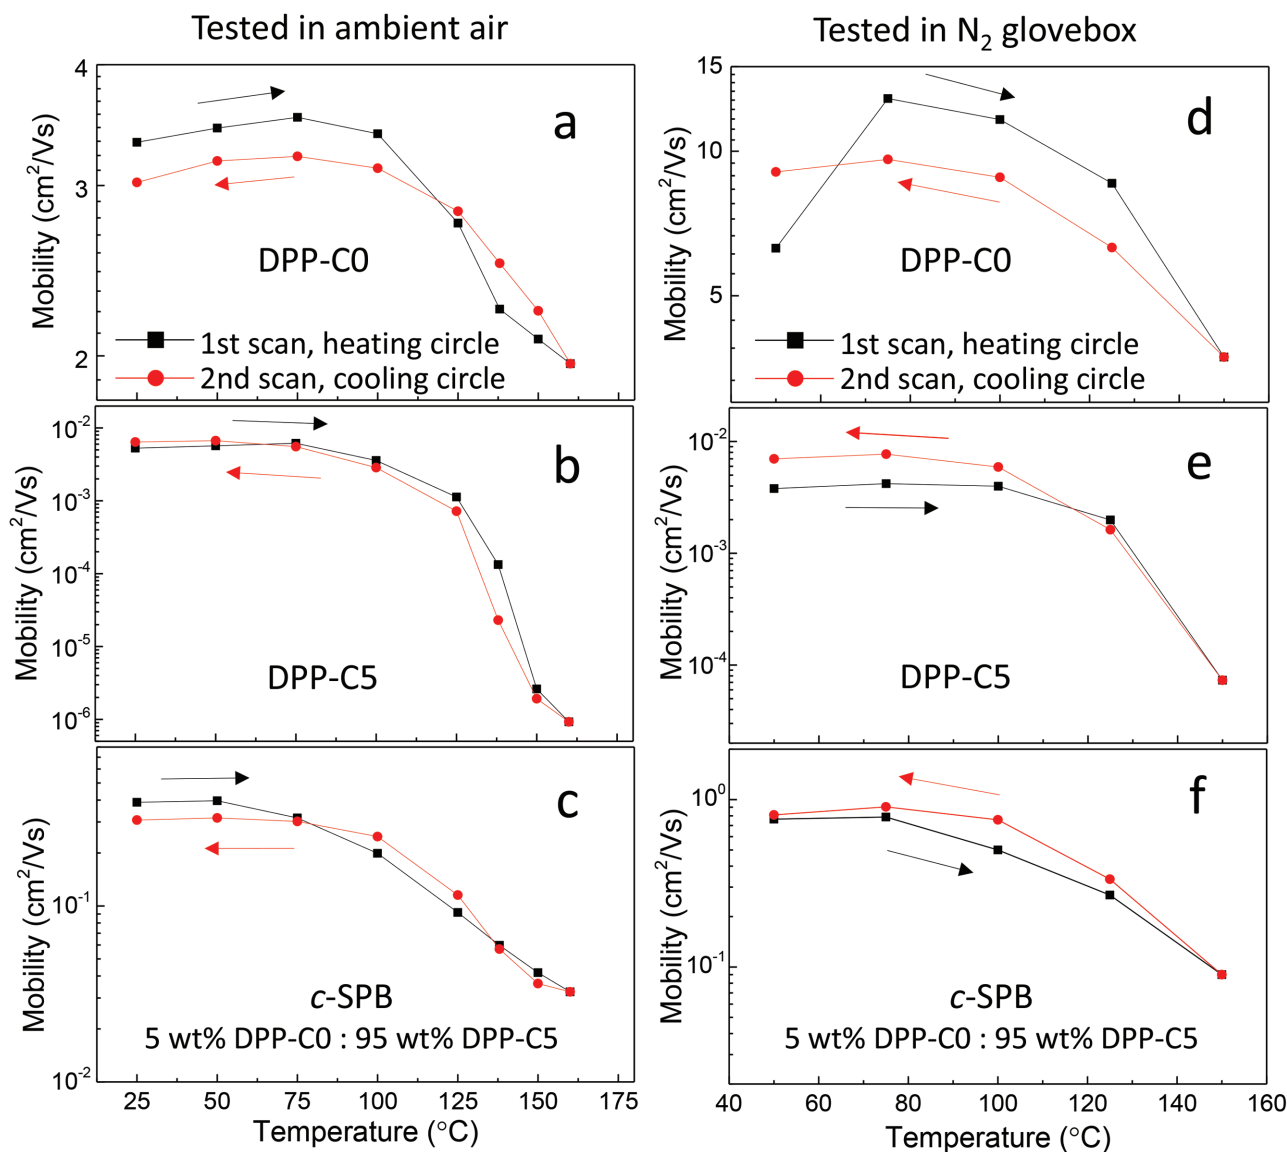 Tested in ambient air
4
3
2
Mobility (cm²/Vs)
a
DPP-C0
1st scan, heating circle
2nd scan, cooling circle
10⁻²
10⁻³
10⁻⁴
10⁻⁵
10⁻⁶
Mobility (cm²/Vs)
b
DPP-C5
10⁻¹
10⁻²
Mobility (cm²/Vs)
c
c-SPB
5 wt% DPP-C0 : 95 wt% DPP-C5
25 50 75 100 125 150 175
Temperature (°C)
Tested in N₂ glovebox
15
10
5
Mobility (cm²/Vs)
d
DPP-C0
1st scan, heating circle
2nd scan, cooling circle
10⁻²
10⁻³
10⁻⁴
Mobility (cm²/Vs)
e
DPP-C5
10⁰
10⁻¹
Mobility (cm²/Vs)
f
c-SPB
5 wt% DPP-C0 : 95 wt% DPP-C5
40 60 80 100 120 140 160
Temperature (°C)